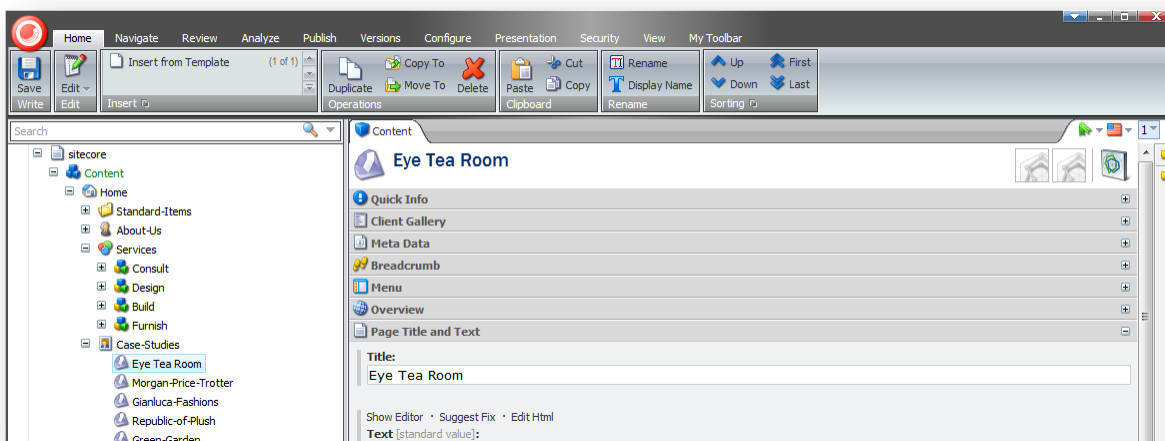 Home Navigate Review Analyze Publish Versions Configure Presentation Security View My Toolbar
Insert from Template (1 of 1) Copy To Cut Rename Up First
Save Edit Duplicate Move To Delete Paste Copy Display Name Down Last
Write Edit Insert Operations Clipboard Rename Sorting
Search
Content
1
sitecore
Eye Tea Room
Content
Home
Quick Info
Standard-Items
Client Gallery
About-Us
Meta Data
Services
Breadcrumb
Consult
Menu
Design
Overview
Build
Page Title and Text
Furnish
Case-Studies
Title:
Eye Tea Room
Eye Tea Room
Morgan-Price-Trotter
Gianluca-Fashions
Show Editor · Suggest Fix · Edit Html
Republic-of-Plush
Text [standard value]:
Green-Garden